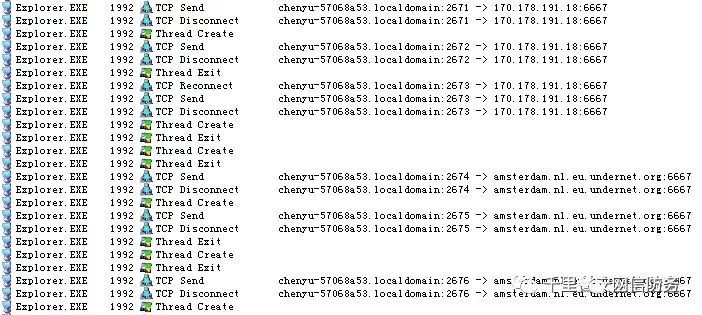 Explorer.EXE 1992 TCP Send chenyu-57068a53.localdomain:2671 -> 170.178.191.18:6667
Explorer.EXE 1992 TCP Disconnect chenyu-57068a53.localdomain:2671 -> 170.178.191.18:6667
Explorer.EXE 1992 Thread Create
Explorer.EXE 1992 TCP Send chenyu-57068a53.localdomain:2672 -> 170.178.191.18:6667
Explorer.EXE 1992 TCP Disconnect chenyu-57068a53.localdomain:2672 -> 170.178.191.18:6667
Explorer.EXE 1992 Thread Exit
Explorer.EXE 1992 TCP Reconnect chenyu-57068a53.localdomain:2673 -> 170.178.191.18:6667
Explorer.EXE 1992 TCP Send chenyu-57068a53.localdomain:2673 -> 170.178.191.18:6667
Explorer.EXE 1992 TCP Disconnect chenyu-57068a53.localdomain:2673 -> 170.178.191.18:6667
Explorer.EXE 1992 Thread Create
Explorer.EXE 1992 Thread Exit
Explorer.EXE 1992 Thread Create
Explorer.EXE 1992 Thread Exit
Explorer.EXE 1992 TCP Send chenyu-57068a53.localdomain:2674 -> amsterdam.nl.eu.undernet.org:6667
Explorer.EXE 1992 TCP Disconnect chenyu-57068a53.localdomain:2674 -> amsterdam.nl.eu.undernet.org:6667
Explorer.EXE 1992 Thread Create
Explorer.EXE 1992 TCP Send chenyu-57068a53.localdomain:2675 -> amsterdam.nl.eu.undernet.org:6667
Explorer.EXE 1992 TCP Disconnect chenyu-57068a53.localdomain:2675 -> amsterdam.nl.eu.undernet.org:6667
Explorer.EXE 1992 Thread Exit
Explorer.EXE 1992 Thread Create
Explorer.EXE 1992 Thread Exit
Explorer.EXE 1992 TCP Send chenyu-57068a53.localdomain:2676 -> amsterdam.nl.eu.undernet.org:6667
Explorer.EXE 1992 TCP Disconnect chenyu-57068a53.localdomain:2676 -> amsterdam.nl.eu.undernet.org:6667
Explorer.EXE 1992 Thread Create